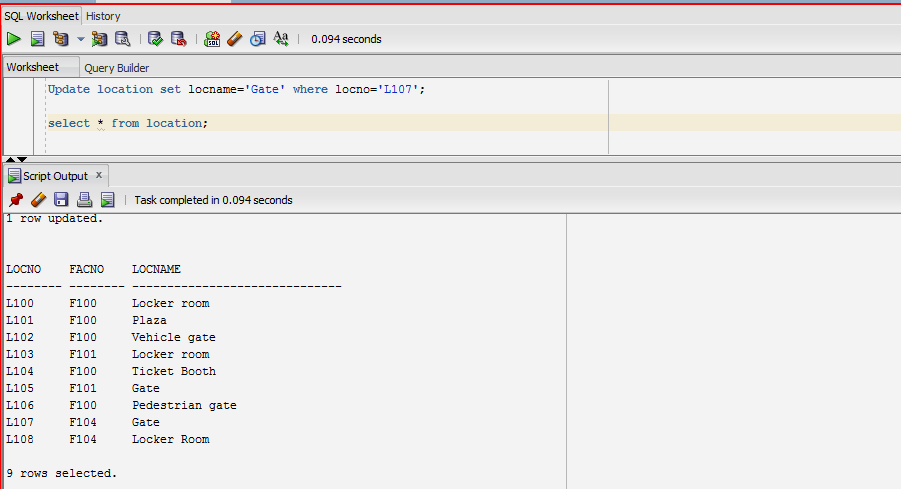 SQL Worksheet History
0.094 seconds
Worksheet Query Builder
Update location set locname='Gate' where locno='L107';
select * from location;
Script Output x
Task completed in 0.094 seconds
1 row updated.
LOCNO FACNO LOCNAME
-------- -------- ------------------------------
L100 F100 Locker room
L101 F100 Plaza
L102 F100 Vehicle gate
L103 F101 Locker room
L104 F100 Ticket Booth
L105 F101 Gate
L106 F100 Pedestrian gate
L107 F104 Gate
L108 F104 Locker Room
9 rows selected.